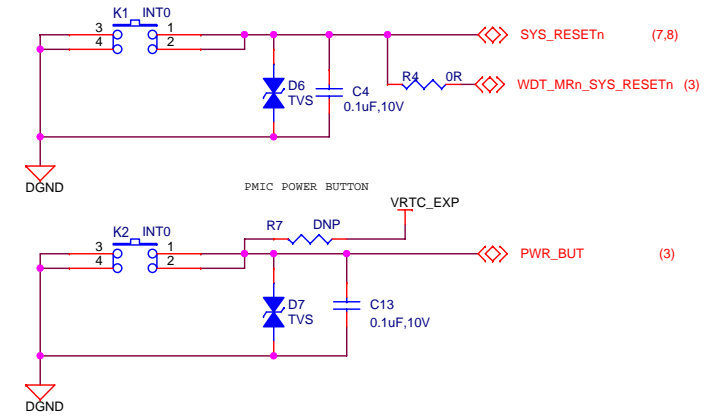 K1 INT0
3 1
4 2
SYS_RESETn (7,8)
D6
TVS
C4
0.1uF,10V
R4 0R
WDT_MRn_SYS_RESETn (3)
DGND
PMIC POWER BUTTON
VRTC_EXP
R7 DNP
K2 INT0
3 1
4 2
PWR_BUT (3)
D7
TVS
C13
0.1uF,10V
DGND